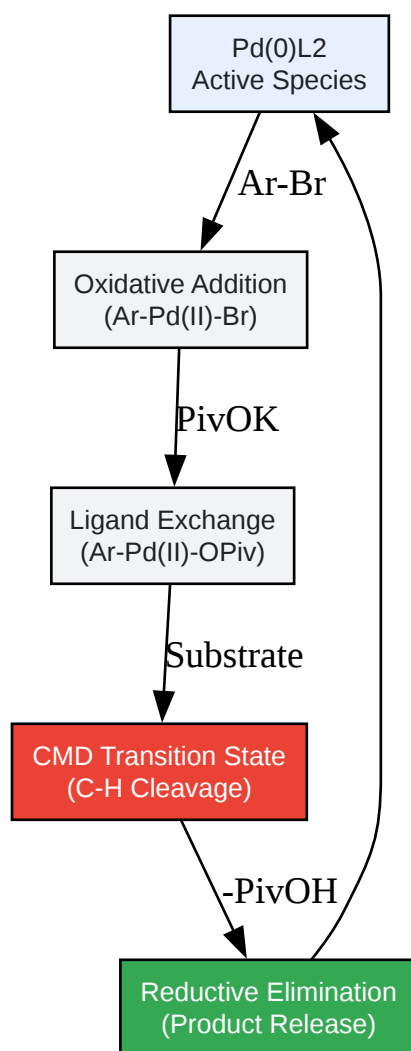 Pd(0)L2
Active Species
Ar-Br
Oxidative Addition
(Ar-Pd(II)-Br)
PivOK
Ligand Exchange
(Ar-Pd(II)-OPiv)
Substrate
CMD Transition State
(C-H Cleavage)
-PivOH
Reductive Elimination
(Product Release)